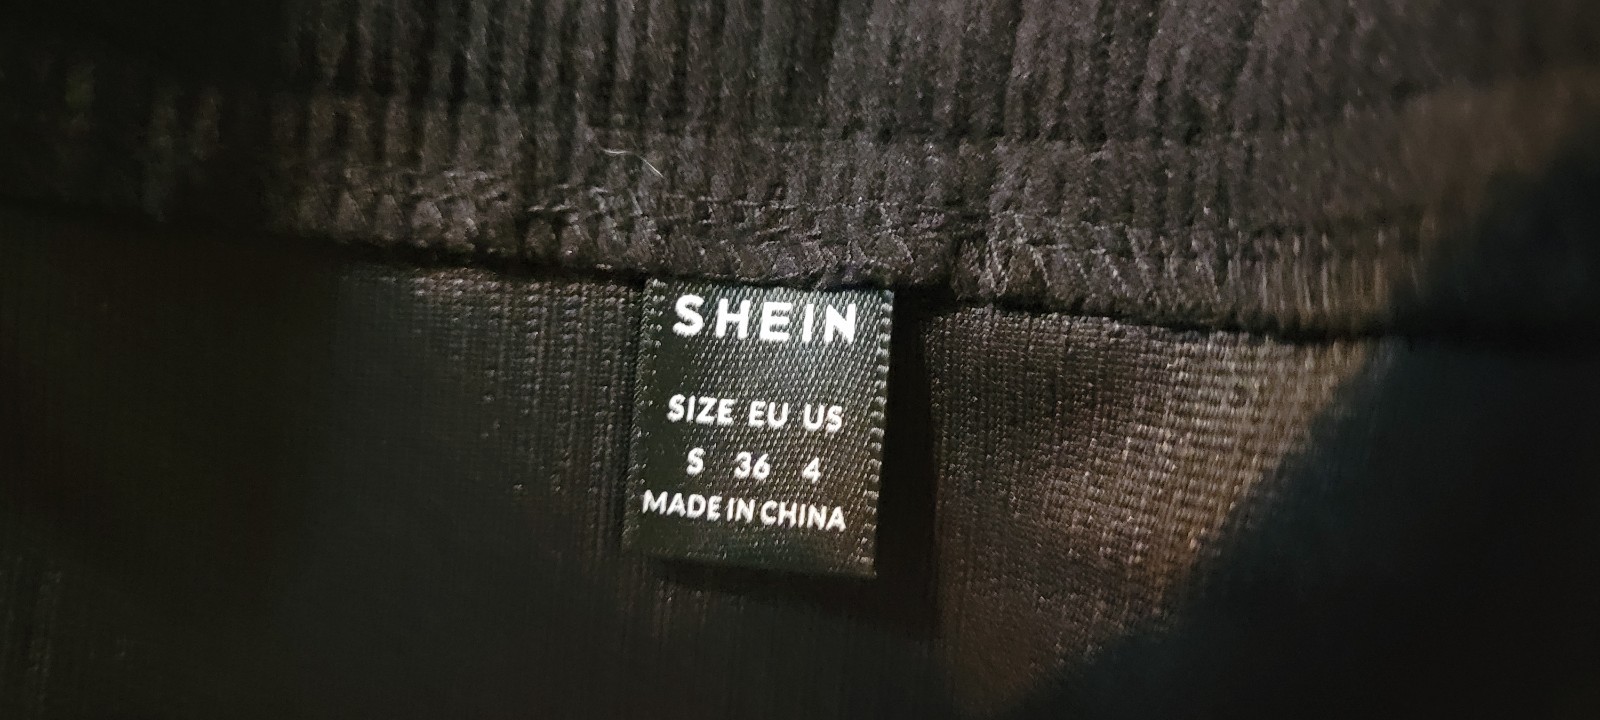 SHEIN
SIZE EU US
S 36 4
MADE IN CHINA